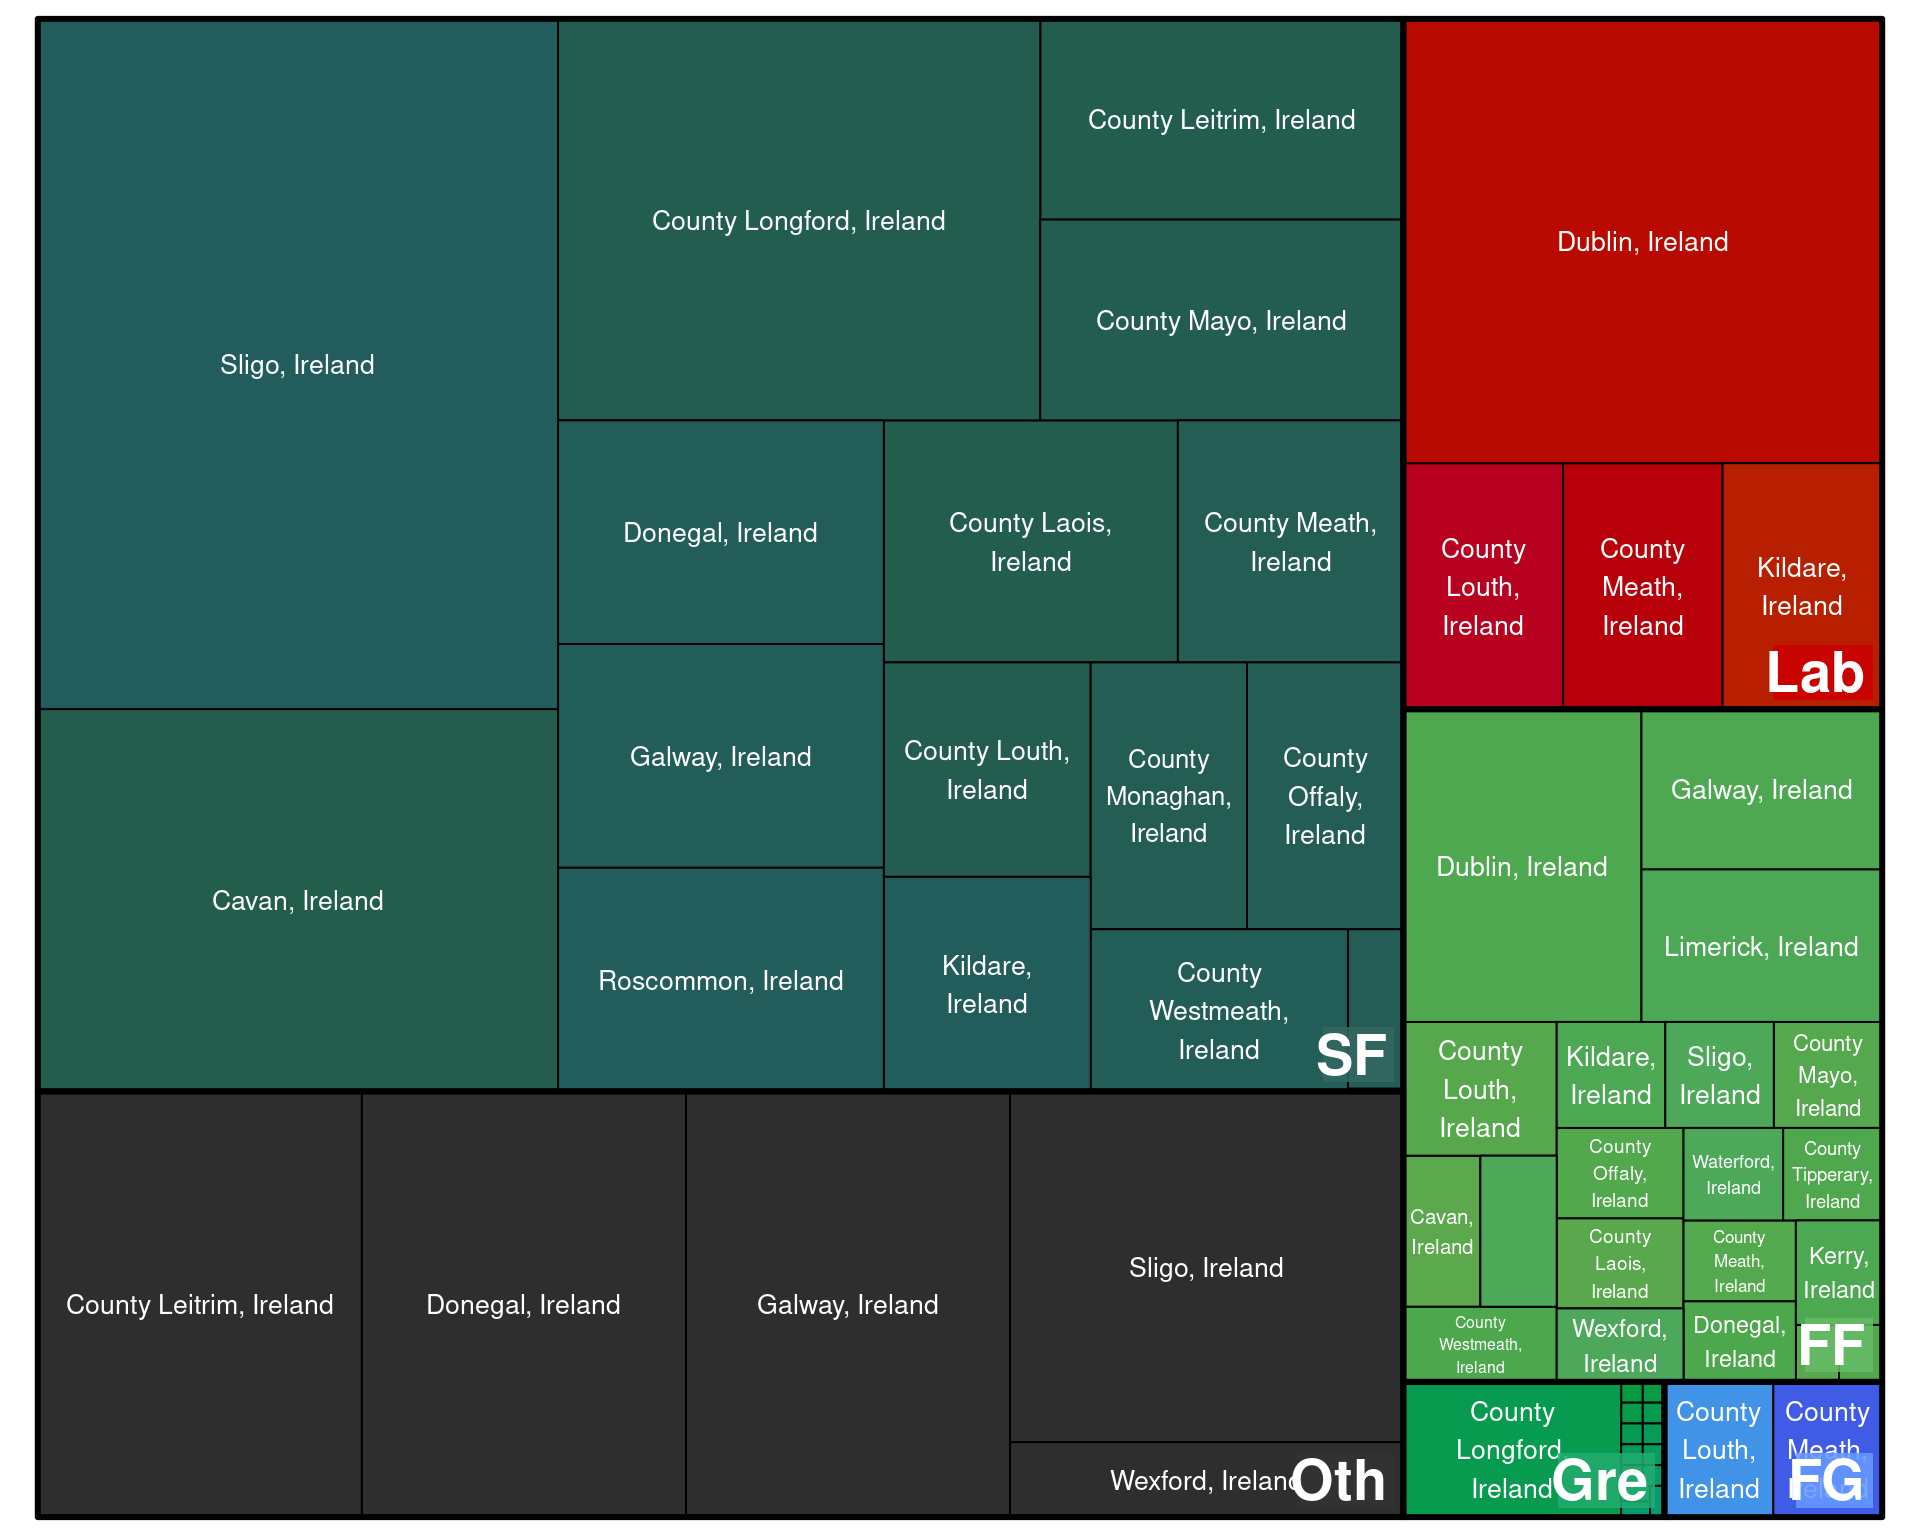 Sligo, Ireland
Cavan, Ireland
County Longford, Ireland
County Leitrim, Ireland
County Mayo, Ireland
Donegal, Ireland
Galway, Ireland
Roscommon, Ireland
County Laois,
Ireland
County Meath,
Ireland
County Louth,
Ireland
Kildare,
Ireland
County
Monaghan,
Ireland
County
Offaly,
Ireland
County
Westmeath,
Ireland
SF
County Leitrim, Ireland
Donegal, Ireland
Galway, Ireland
Sligo, Ireland
Wexford, Ireland
Oth
Dublin, Ireland
County
Louth,
Ireland
County
Meath,
Ireland
Kildare,
Ireland
Lab
Dublin, Ireland
Galway, Ireland
Limerick, Ireland
County
Louth,
Ireland
Kildare,
Ireland
Sligo,
Ireland
County
Mayo,
Ireland
Cavan,
Ireland
County
Westmeath,
Ireland
County
Offaly,
Ireland
County
Laois,
Ireland
Wexford,
Ireland
Waterford,
Ireland
County
Tipperary,
Ireland
County
Meath,
Ireland
Donegal,
Ireland
Kerry,
Ireland
FF
County
Longford,
Ireland
Gre
County
Louth,
Ireland
County
Meath,
Ireland
FG